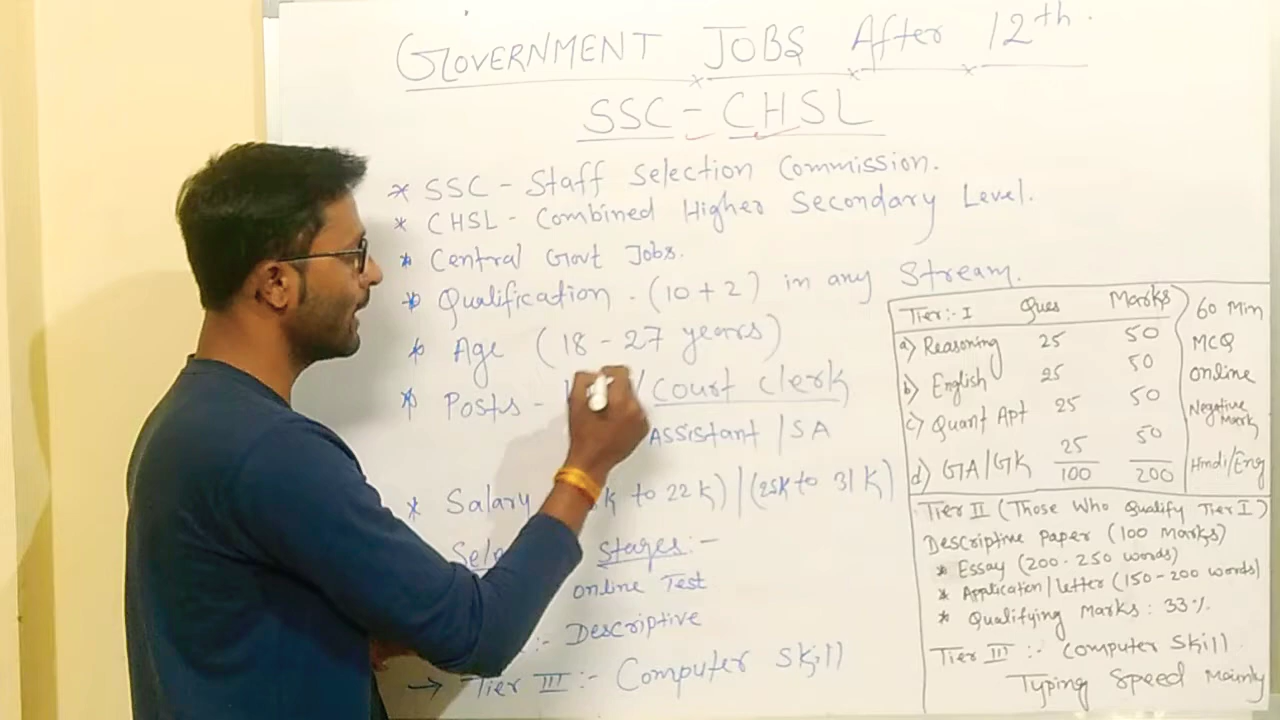 GOVERNMENT JOBS After 12th.
SSC - CHSL
* SSC - Staff Selection Commission.
* CHSL - Combined Higher Secondary Level.
* Central Govt Jobs.
* Qualification. (10+2) in any Stream.
* Age (18 - 27 years)
* Posts - / Court clerk
Assistant / SA
* Salary k to 22 k) | (25k to 31 k)
Stages:-
online Test
:- Descriptive
→ Tier III :- Computer Skill
Tier:- I Ques Marks
a) Reasoning 25 50
b) English 25 50
c) Quant Apt 25 50
d) GA/GK 25 50
100 200
60 Min
MCQ
online
Negative
Mark
Hindi/Eng
Tier II (Those Who Qualify Tier I)
Descriptive Paper (100 Marks)
* Essay (200-250 words)
* Application/letter (150-200 words)
* Qualifying Marks: 33%.
Tier III :- Computer Skill
Typing Speed Mainly